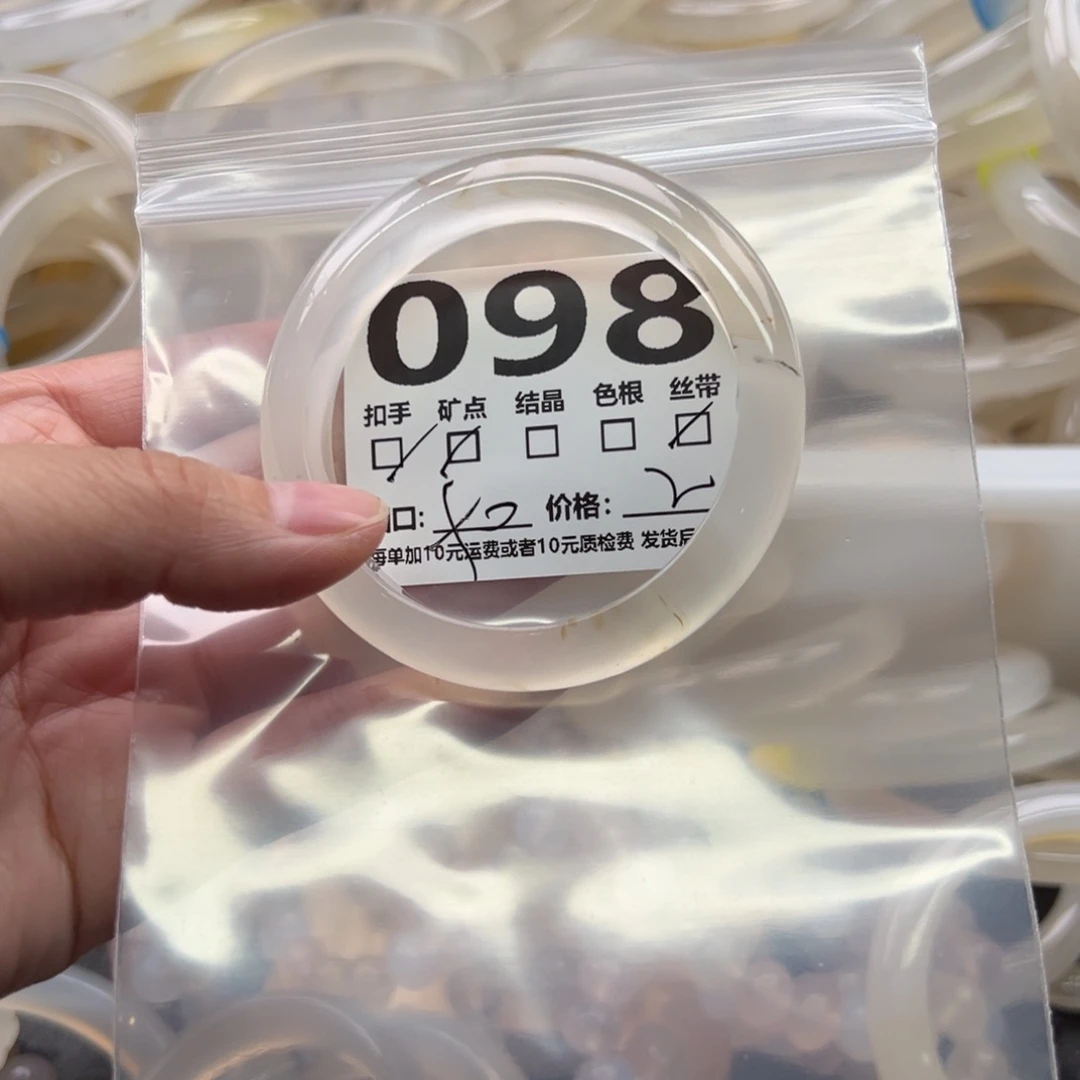 098
扣手 矿点 结晶 色根 丝带
口: 价格:
每单加10元运费或者10元质检费 发货后